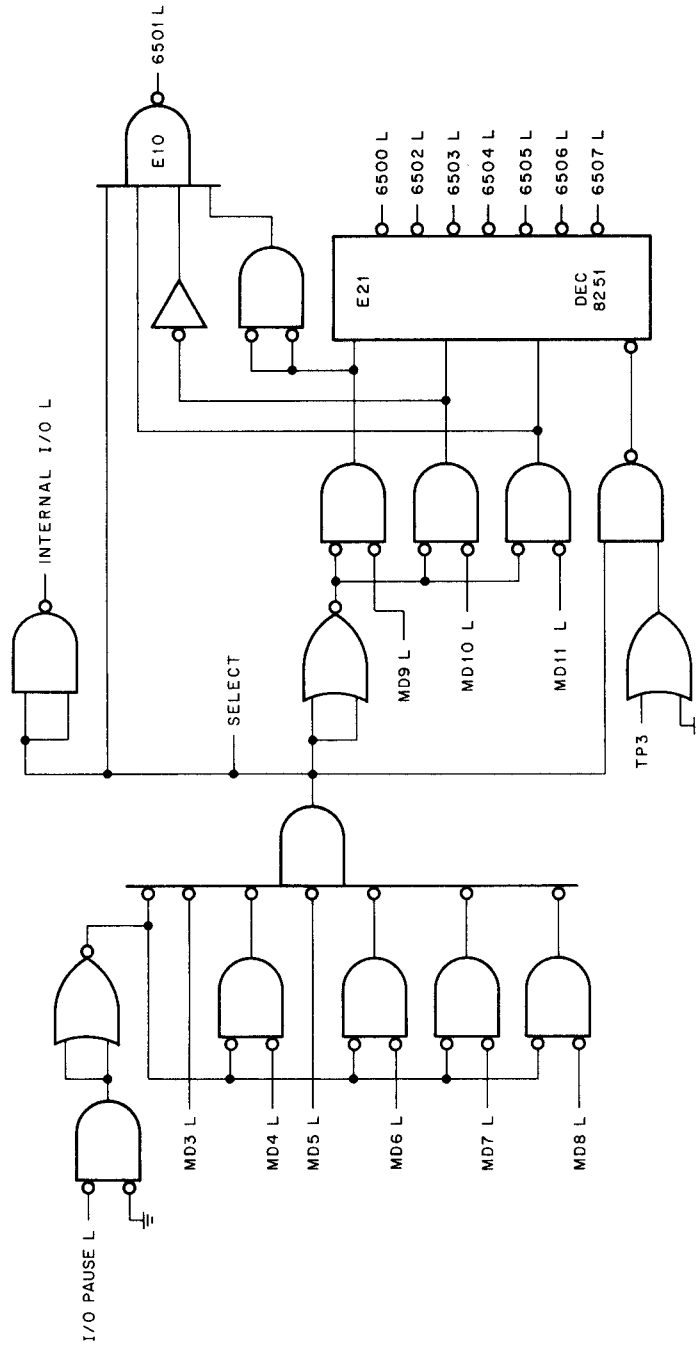 6501 L
E10
6500 L
6502 L
6503 L
6504 L
6505 L
6506 L
6507 L
E21
DEC
8251
INTERNAL I/O L
SELECT
MD9 L
MD10 L
MD11 L
TP3
I/O PAUSE L
MD3 L
MD4 L
MD5 L
MD6 L
MD7 L
MD8 L